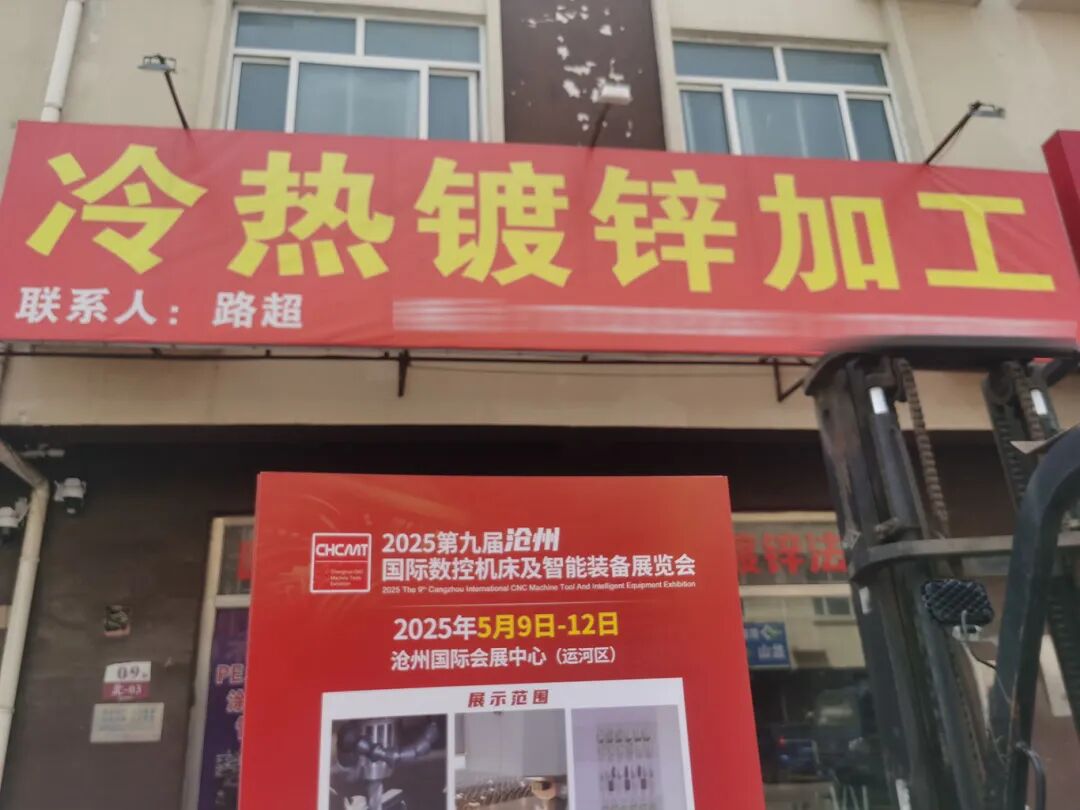 冷热镀锌加工
联系人：路超
CHCMT
2025第九届沧州
国际数控机床及智能装备展览会
2025 The 9th Cangzhou International CNC Machine Tool And Intelligent Equipment Exhibition
2025年5月9日-12日
沧州国际会展中心（运河区）
展示范围
镀锌法
PE
09
北-03